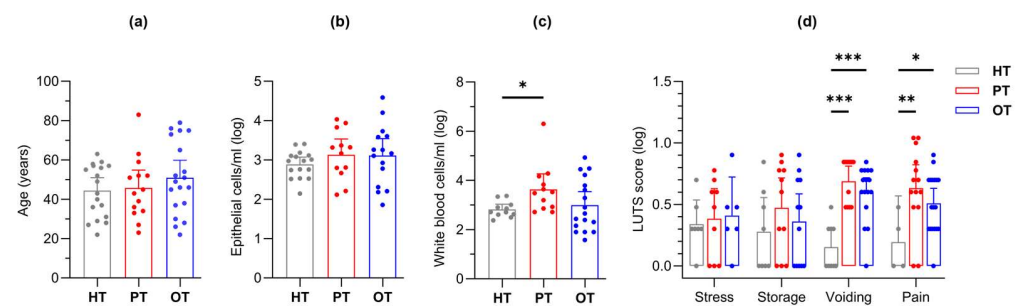 (a)
Age (years)
100
80
60
40
20
0
HT PT OT
(b)
Epithelial cells/ml (log)
5
4
3
2
1
0
HT PT OT
(c)
White blood cells/ml (log)
8
6
4
2
0
*
HT PT OT
(d)
LUTS score (log)
1.5
1.0
0.5
0.0
*** *
*** **
Stress Storage Voiding Pain
HT
PT
OT